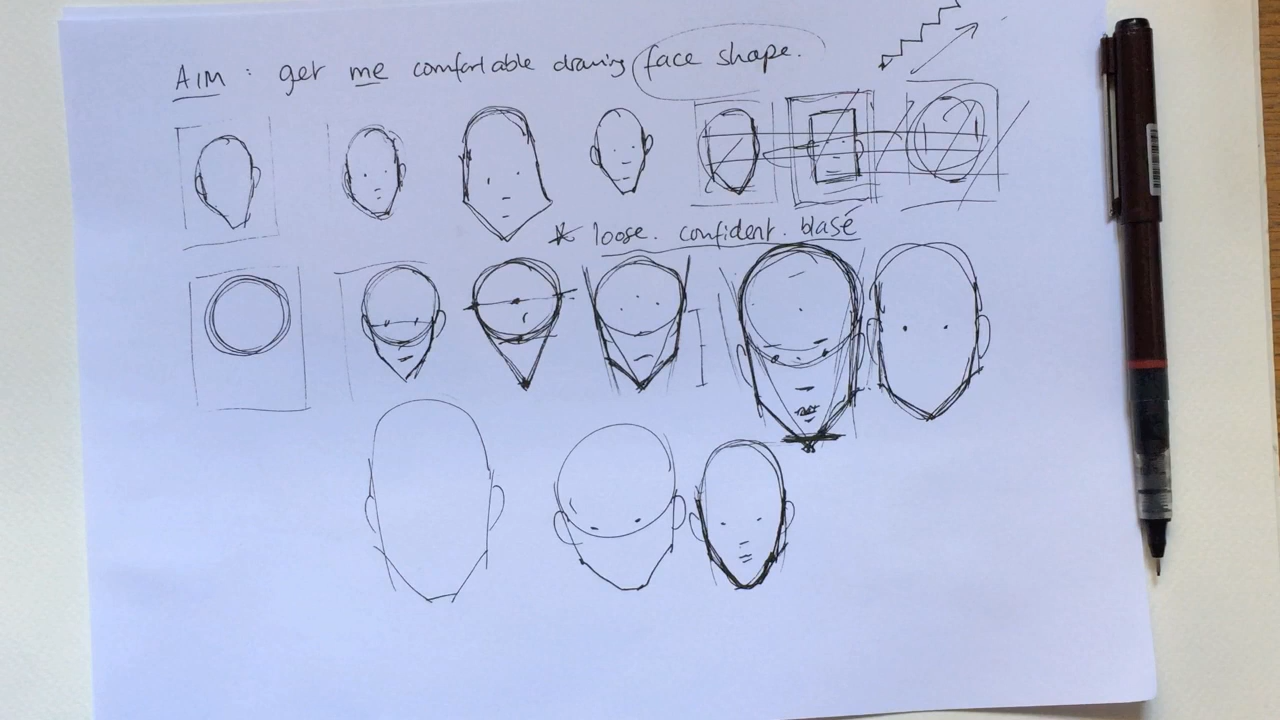 AIM : get me comfortable drawing face shape.
* loose. confident. blasé